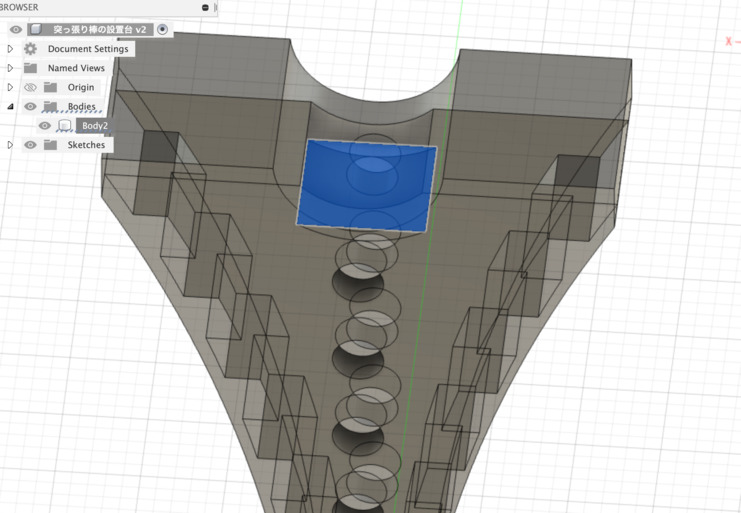 BROWSER
突っ張り棒の設置台 v2
Document Settings
Named Views
Origin
Bodies
Body2
Sketches
X